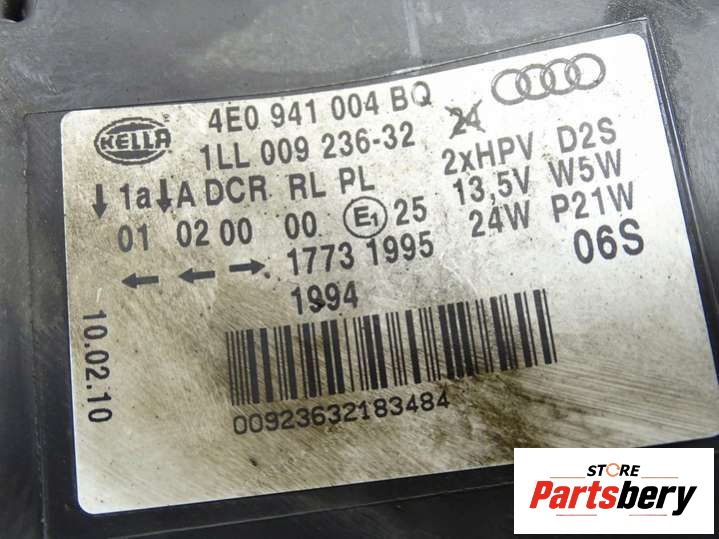 HELLA
4E0 941 004 BQ
1LL 009 236-32 24
2xHPV D2S
↓ 1a ↓ A DCR RL PL 13,5V W5W
01 02 00 00 E1 25 24W P21W
← ← → 1773 1995 06S
1994
10.02.10
00923632183484
STORE
Partsbery